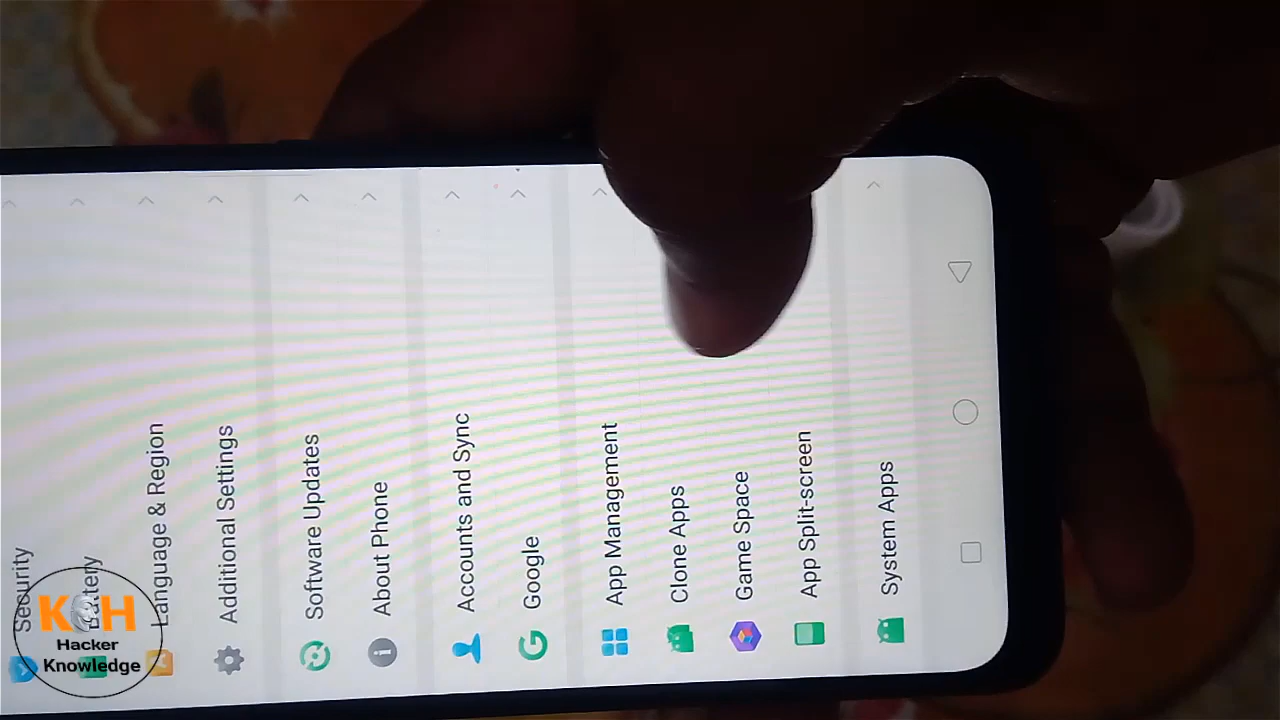 Security
Battery
Language & Region
Additional Settings
Software Updates
About Phone
Accounts and Sync
Google
App Management
Clone Apps
Game Space
App Split-screen
System Apps
K H
Hacker
Knowledge